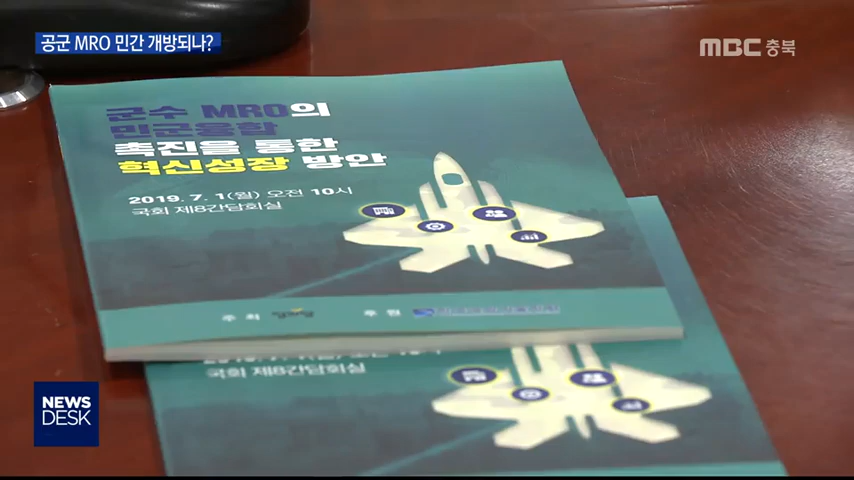 공군 MRO 민간 개방되나?
MBC 충북
군수 MRO의
민군융합
촉진을 통한
혁신성장 방안
2019. 7. 1(월) 오전 10시
국회 제8간담회실
주 최
후 원
국회 제8간담회실
NEWS
DESK